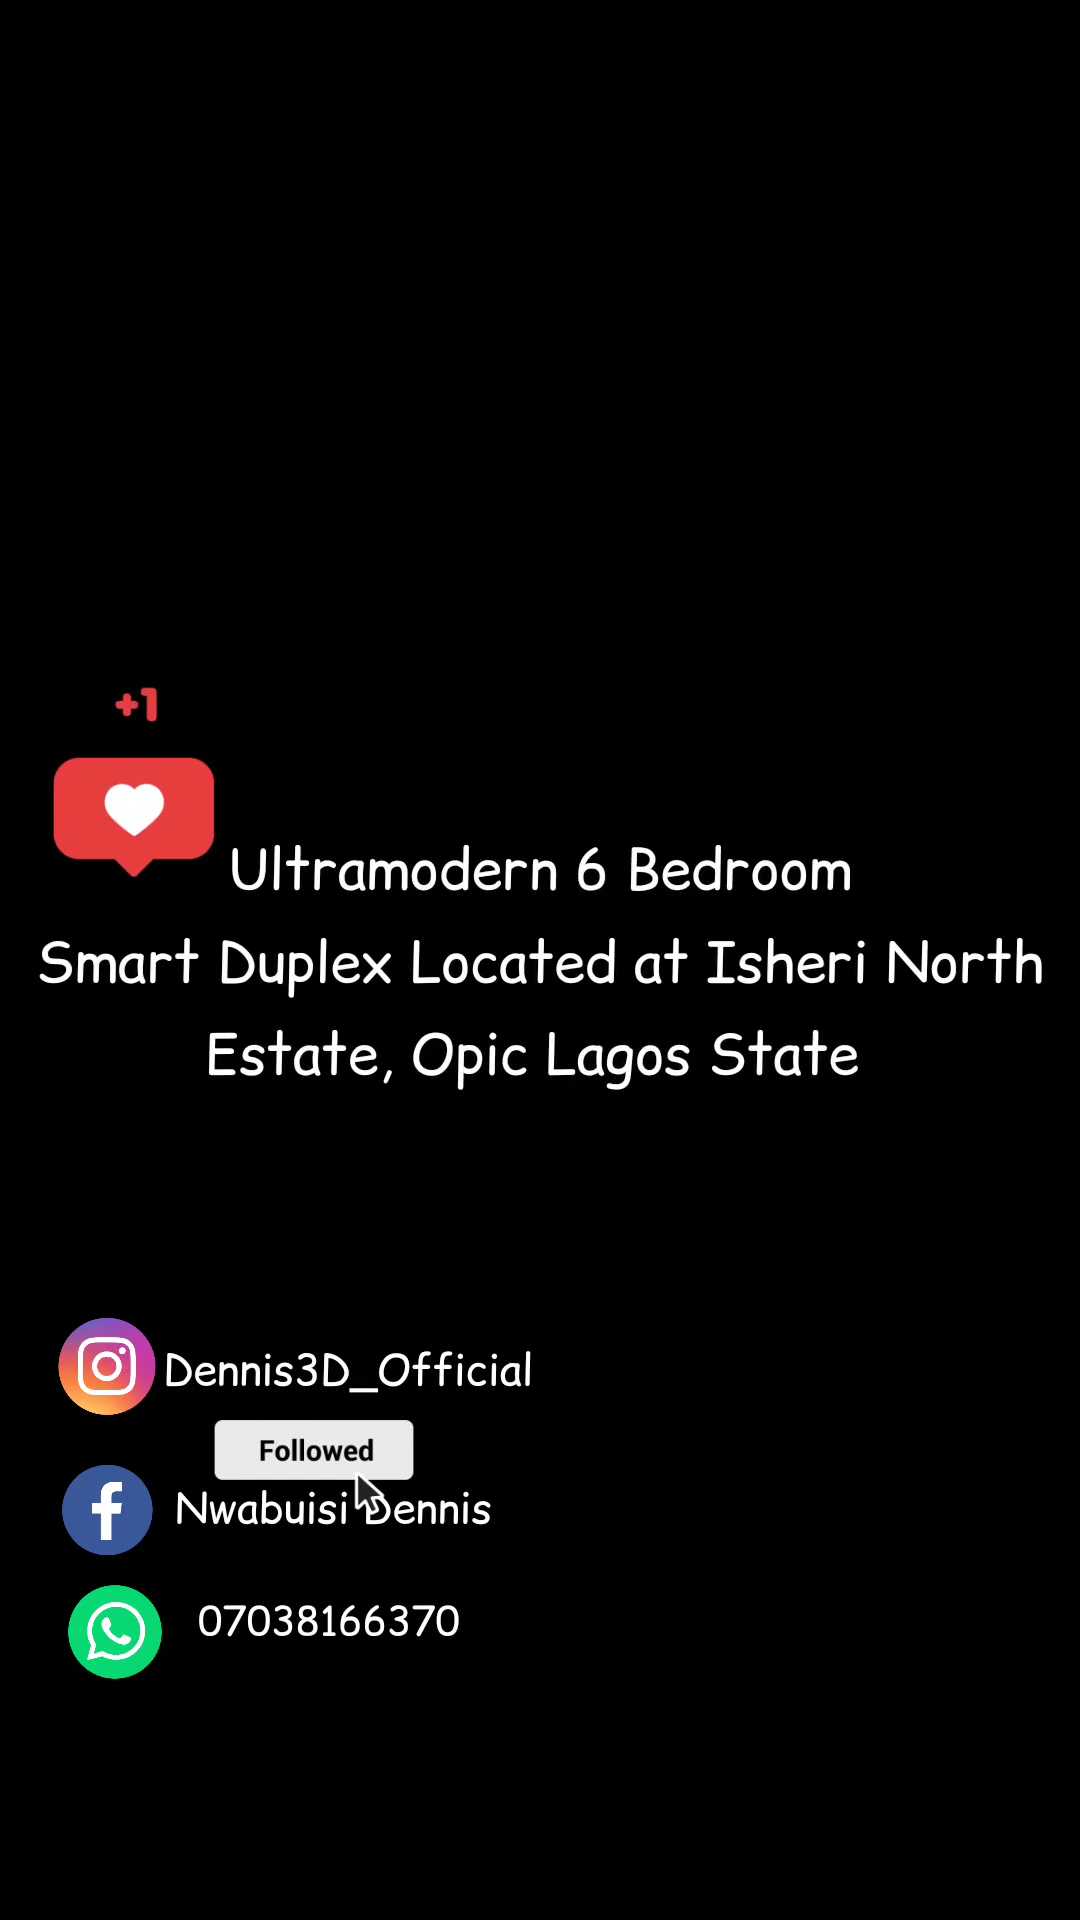 +1
Ultramodern 6 Bedroom
Smart Duplex Located at Isheri North
Estate, Opic Lagos State
Dennis3D_Official
Followed
Nwabuisi Dennis
07038166370